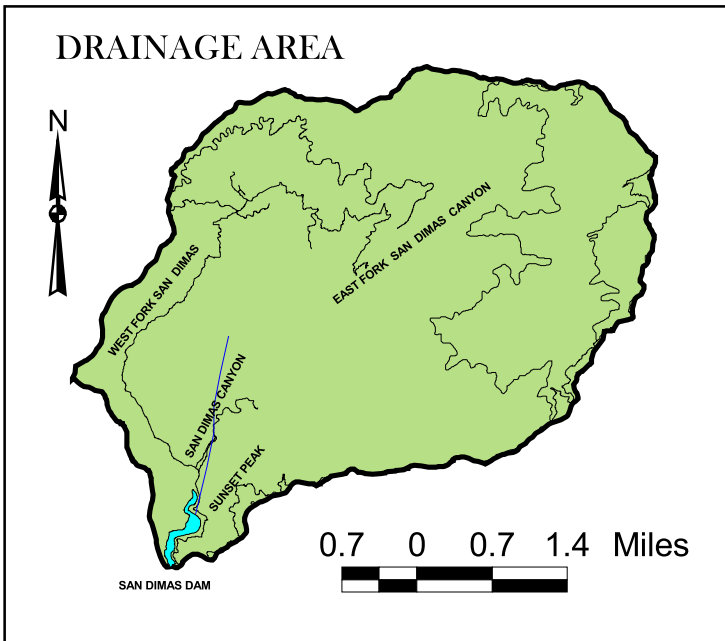 DRAINAGE AREA
N
WEST FORK SAN DIMAS
EAST FORK SAN DIMAS CANYON
SAN DIMAS CANYON
SUNSET PEAK
0.7 0 0.7 1.4 Miles
SAN DIMAS DAM